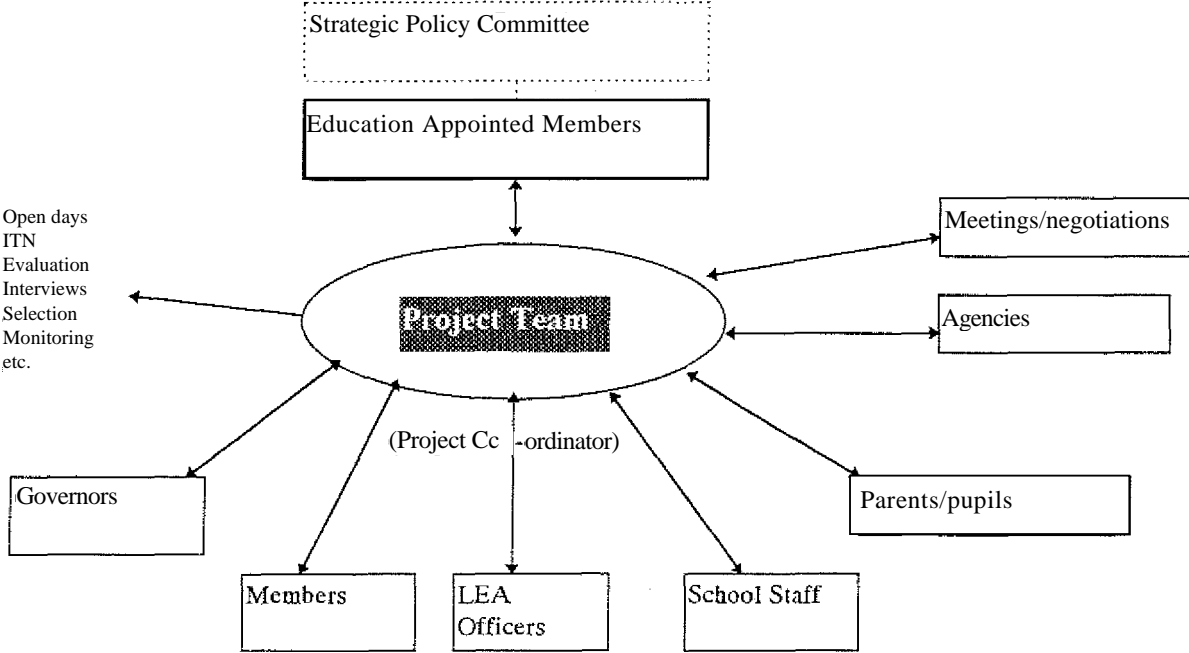 Strategic Policy Committee
Education Appointed Members
Open days
ITN
Evaluation
Interviews
Selection
Monitoring
etc.
Meetings/negotiations
Project Team
Agencies
(Project Cc -ordinator)
Governors
Parents/pupils
Members
LEA
Officers
School Staff